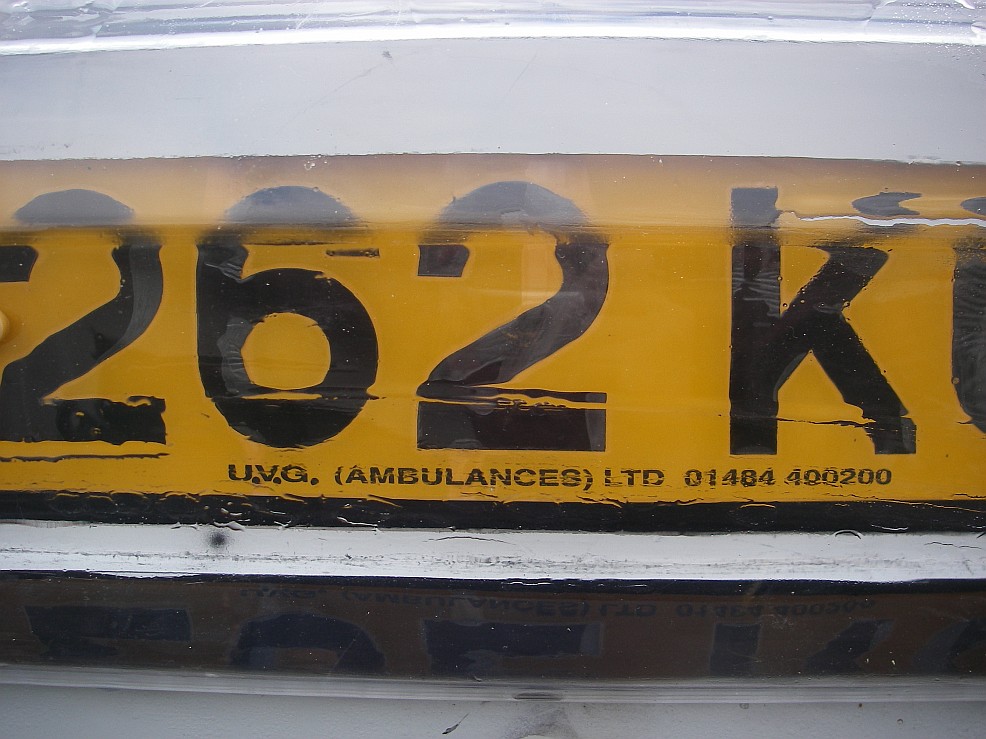 262 K
U.V.G. (AMBULANCES) LTD 01484 400200